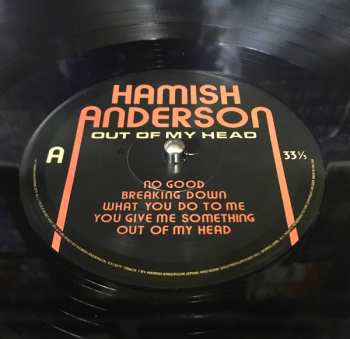 HAMISH
ANDERSON
OUT OF MY HEAD
A
33⅓
NO GOOD
BREAKING DOWN
WHAT YOU DO TO ME
YOU GIVE ME SOMETHING
OUT OF MY HEAD